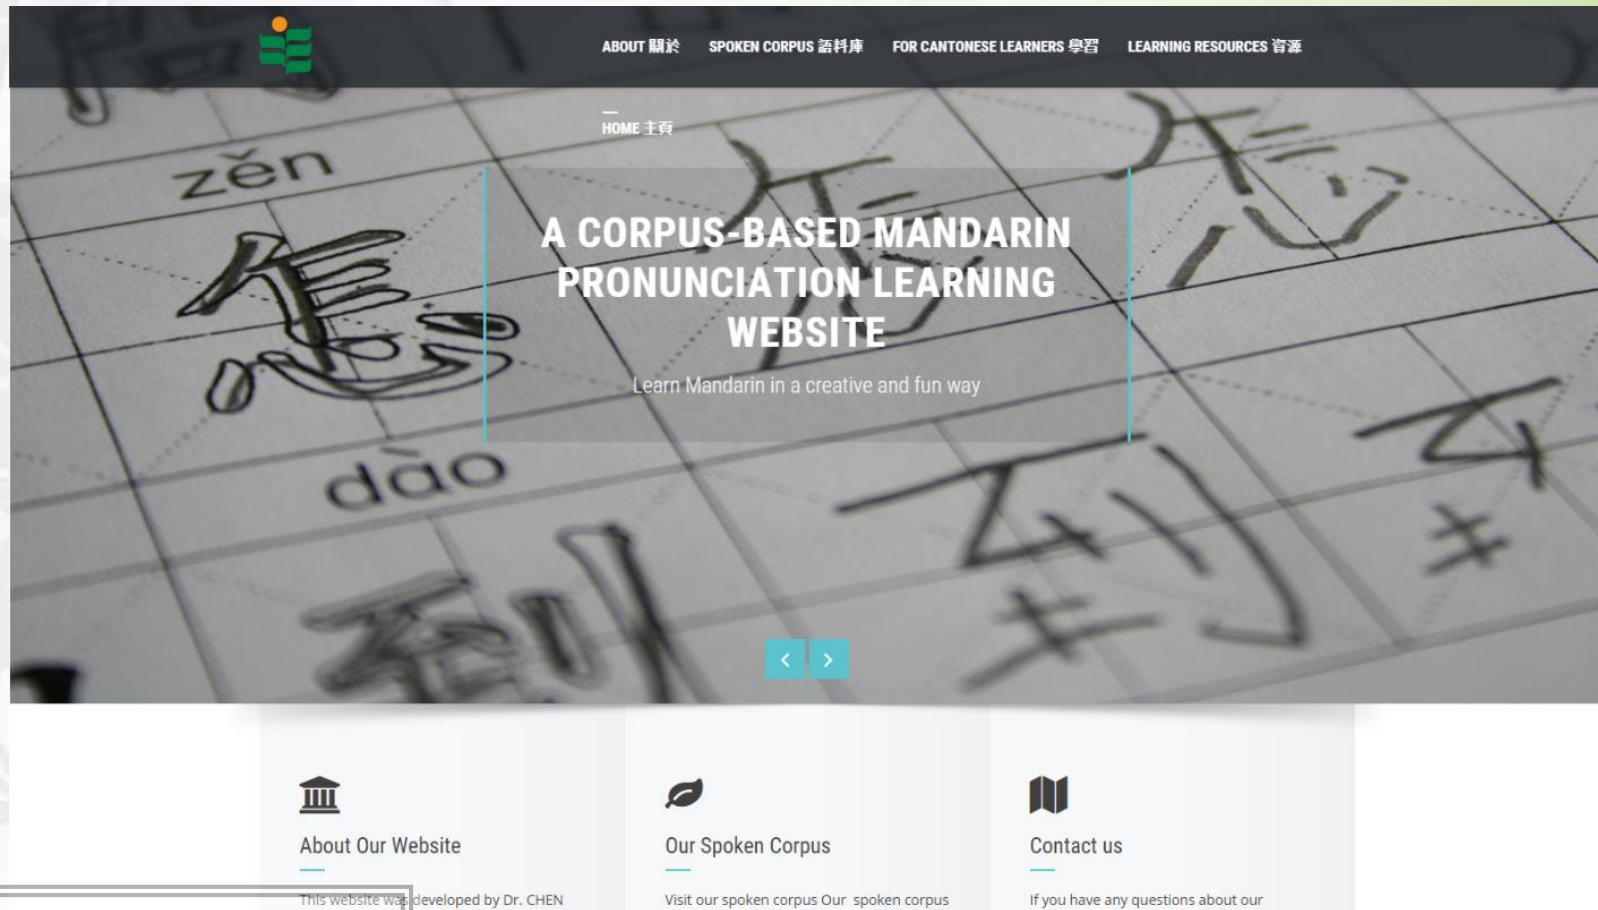 ABOUT 關於 SPOKEN CORPUS 語料庫 FOR CANTONESE LEARNERS 學習 LEARNING RESOURCES 資源
HOME 主頁
zěn
怎 怎 怎
A CORPUS-BASED MANDARIN
PRONUNCIATION LEARNING
WEBSITE
Learn Mandarin in a creative and fun way
dào
到 到
About Our Website
Our Spoken Corpus
Contact us
This website was developed by Dr. CHEN
Visit our spoken corpus Our spoken corpus
If you have any questions about our